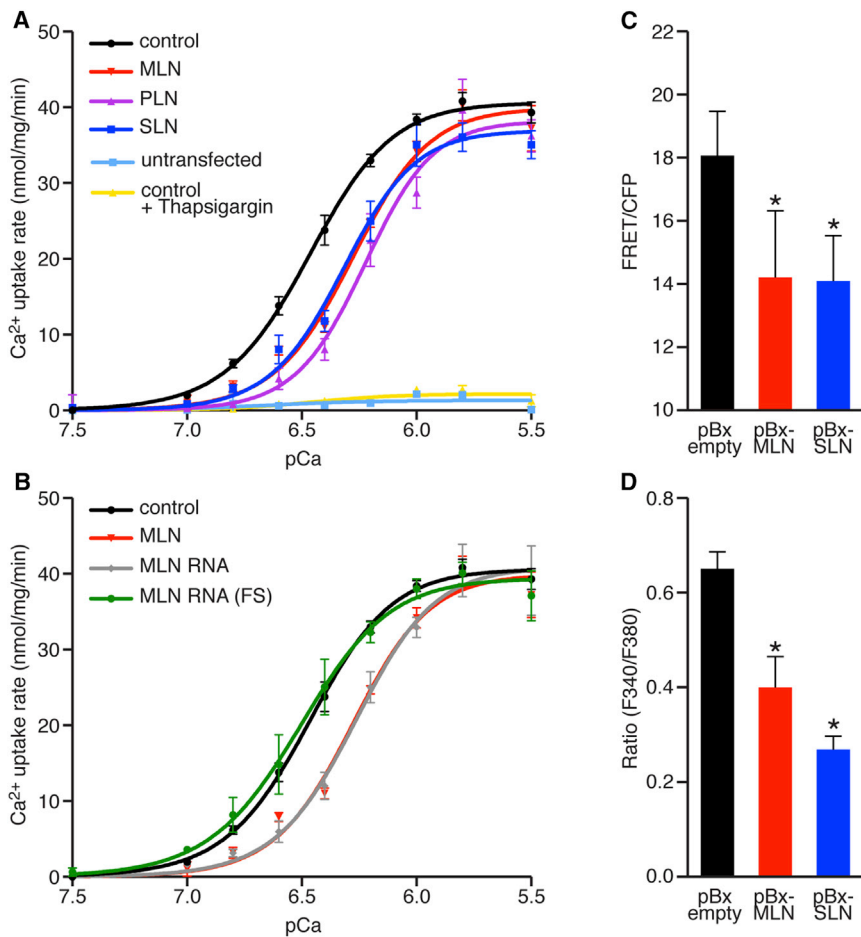 A
50
40
30
20
10
0
Ca²⁺ uptake rate (nmol/mg/min)
control
MLN
PLN
SLN
untransfected
control
+ Thapsigargin
7.5
7.0
6.5
6.0
5.5
pCa
B
50
40
30
20
10
0
Ca²⁺ uptake rate (nmol/mg/min)
control
MLN
MLN RNA
MLN RNA (FS)
7.5
7.0
6.5
6.0
5.5
pCa
C
22
20
18
16
14
12
10
FRET/CFP
*
*
pBx empty
pBx-MLN
pBx-SLN
D
0.8
0.6
0.4
0.2
0.0
Ratio (F340/F380)
*
*
pBx empty
pBx-MLN
pBx-SLN